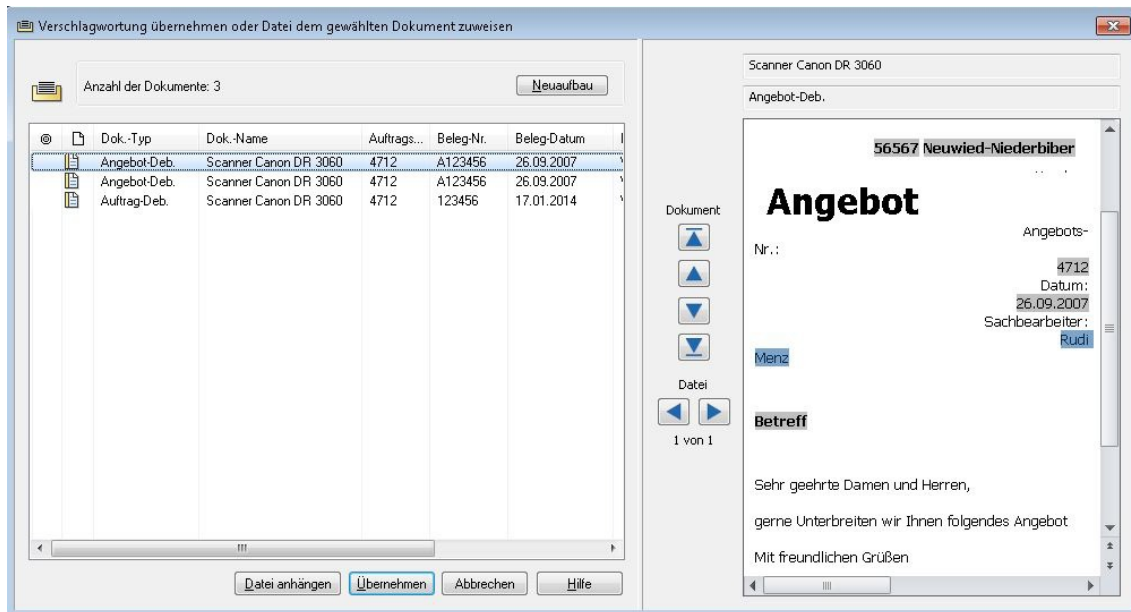 Verschlagwortung übernehmen oder Datei dem gewählten Dokument zuweisen
Anzahl der Dokumente: 3
Neuaufbau
Dok.-Typ Dok.-Name Auftrags... Beleg-Nr. Beleg-Datum
Angebot-Deb. Scanner Canon DR 3060 4712 A123456 26.09.2007
Angebot-Deb. Scanner Canon DR 3060 4712 A123456 26.09.2007
Auftrag-Deb. Scanner Canon DR 3060 4712 123456 17.01.2014
Datei anhängen Übernehmen Abbrechen Hilfe
Dokument
Datei
1 von 1
Scanner Canon DR 3060
Angebot-Deb.
56567 Neuwied-Niederbiber
Angebot
Angebots-
Nr.:
4712
Datum:
26.09.2007
Sachbearbeiter:
Rudi
Menz
Betreff
Sehr geehrte Damen und Herren,
gerne Unterbreiten wir Ihnen folgendes Angebot
Mit freundlichen Grüßen